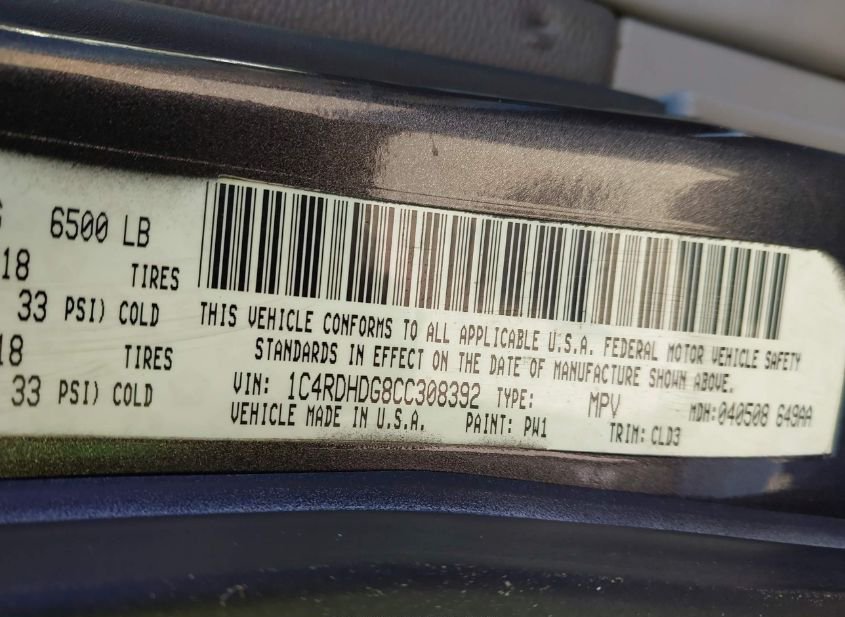 6500 LB
18 TIRES
33 PSI) COLD
18 TIRES
33 PSI) COLD
THIS VEHICLE CONFORMS TO ALL APPLICABLE U.S.A. FEDERAL MOTOR VEHICLE SAFETY
STANDARDS IN EFFECT ON THE DATE OF MANUFACTURE SHOWN ABOVE.
VIN: 1C4RDHDG8CC308392 TYPE: MPV MDH:040508
VEHICLE MADE IN U.S.A. PAINT: PW1 TRIM: CLD3